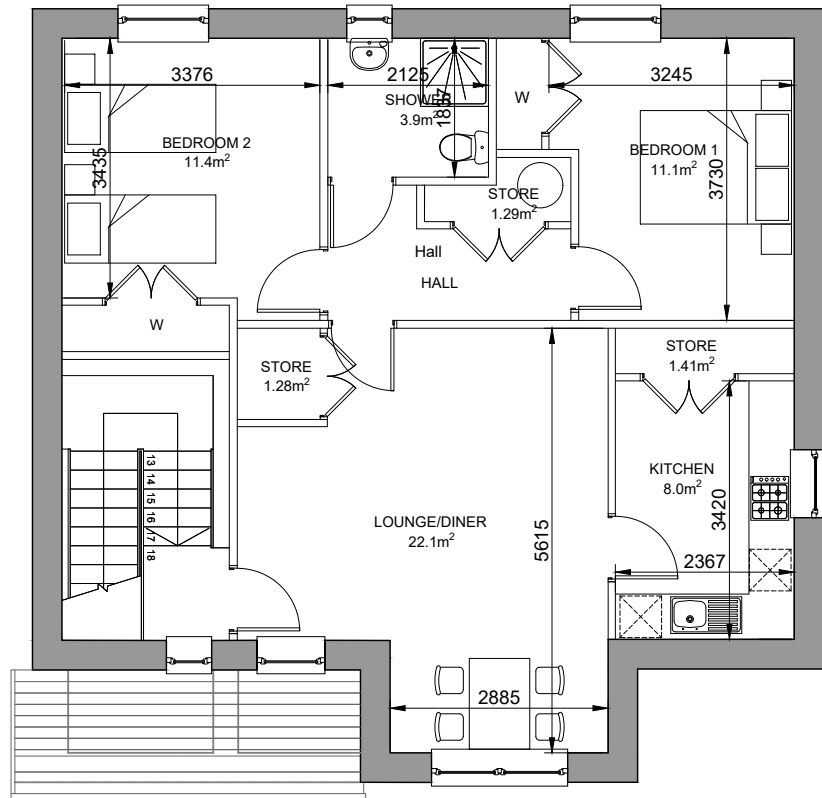 3376
2125
3245
SHOWER
3.9m²
1837
W
BEDROOM 2
11.4m²
3435
BEDROOM 1
11.1m²
3730
STORE
1.29m²
Hall
HALL
W
STORE
1.28m²
STORE
1.41m²
13
14
15
16
17
18
KITCHEN
8.0m²
3420
LOUNGE/DINER
22.1m²
5615
2367
2885